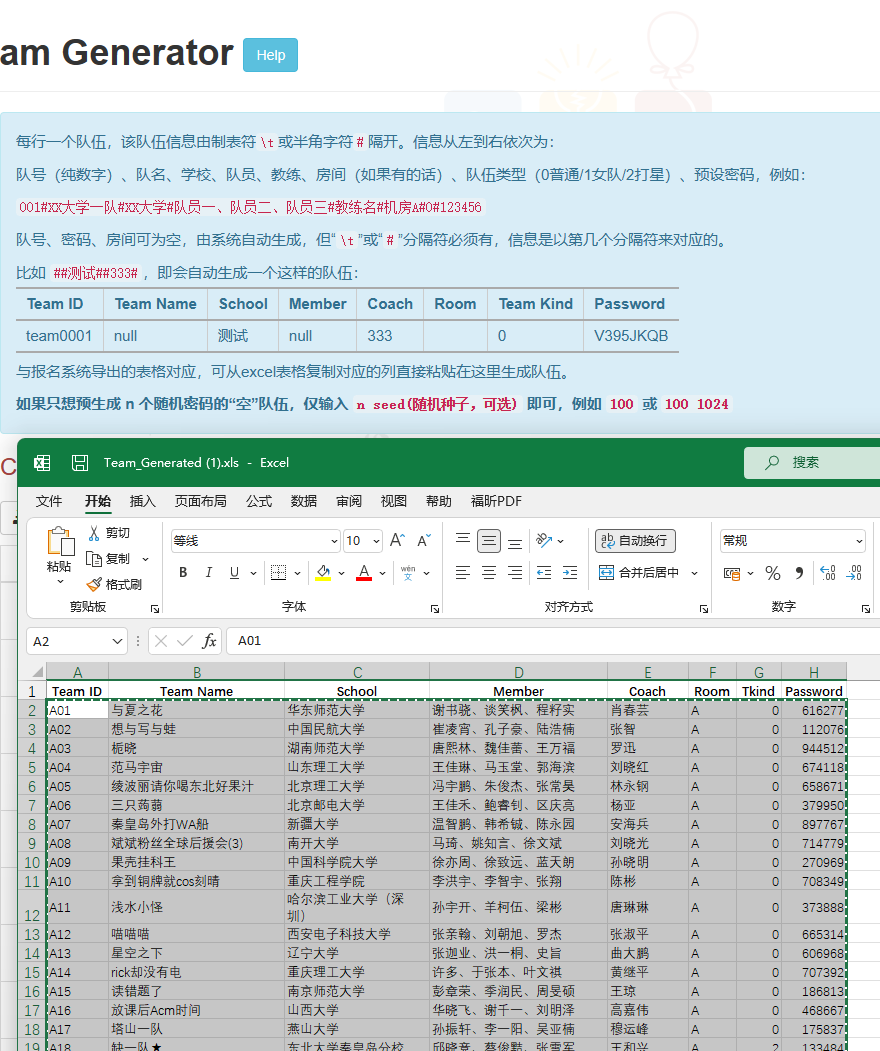 am Generator Help
每行一个队伍，该队伍信息由制表符 \t 或半角字符 # 隔开。信息从左到右依次为：
队号（纯数字）、队名、学校、队员、教练、房间（如果有的话）、队伍类型（0普通/1女队/2打星）、预设密码，例如：
001#XX大学一队#XX大学#队员一、队员二、队员三#教练名#机房A#0#123456
队号、密码、房间可为空，由系统自动生成，但“ \t ”或“ # ”分隔符必须有，信息是以第几个分隔符来对应的。
比如 ##测试##333# ，即会自动生成一个这样的队伍：
Team ID Team Name School Member Coach Room Team Kind Password
team0001 null 测试 null 333 0 V395JKQB
与报名系统导出的表格对应，可从excel表格复制对应的列直接粘贴在这里生成队伍。
如果只想预生成 n 个随机密码的“空”队伍，仅输入 n seed(随机种子，可选) 即可，例如 100 或 100 1024
C
Team_Generated (1).xls - Excel 搜索
文件 开始 插入 页面布局 公式 数据 审阅 视图 帮助 福昕PDF
粘贴 剪切 复制 格式刷 剪贴板
等线 10 A A
B I U A wén 文 字体
ab 自动换行 合并后居中 对齐方式
常规 % 数字
A2 fx A01
A B C D E F G H
1 Team ID Team Name School Member Coach Room Tkind Password
2 A01 与夏之花 华东师范大学 谢书骁、谈笑枫、程籽实 肖春芸 A 0 616277
3 A02 想与写与蛙 中国民航大学 崔凌霄、孔子豪、陆浩楠 张智 A 0 112076
4 A03 栀晓 湖南师范大学 唐熙林、魏佳蕾、王万福 罗迅 A 0 944512
5 A04 范马宇宙 山东理工大学 王佳琳、马玉堂、郭海滨 刘晓红 A 0 674118
6 A05 绫波丽请你喝东北好果汁 北京理工大学 冯宇鹏、朱俊杰、张常昊 林永钢 A 0 658671
7 A06 三只蒟蒻 北京邮电大学 王佳禾、鲍睿钊、区庆亮 杨亚 A 0 379950
8 A07 秦皇岛外打WA船 新疆大学 温智鹏、韩希铖、陈永园 安海兵 A 0 897767
9 A08 斌斌粉丝全球后援会(3) 南开大学 马琦、姚知言、徐文斌 刘晓光 A 0 714779
10 A09 果壳挂科王 中国科学院大学 徐亦周、徐致远、蓝天朗 孙晓明 A 0 270969
11 A10 拿到铜牌就cos刻晴 重庆工程学院 李洪宇、李智宇、张翔 陈彬 A 0 708349
12 A11 浅水小怪 哈尔滨工业大学（深圳） 孙宇开、羊柯伍、梁彬 唐琳琳 A 0 373888
13 A12 喵喵喵 西安电子科技大学 张亲翰、刘朝旭、罗杰 张淑平 A 0 665314
14 A13 星空之下 辽宁大学 张迦业、洪一桐、史旨 曲大鹏 A 0 606968
15 A14 rick却没有电 重庆理工大学 许多、于张本、叶文祺 黄继平 A 0 707392
16 A15 读错题了 南京师范大学 彭章荣、季润民、周旻硕 王琼 A 0 186813
17 A16 放课后Acm时间 山西大学 华晓飞、谢千一、刘明泽 高嘉伟 A 0 468667
18 A17 塔山一队 燕山大学 孙振轩、李一阳、吴亚楠 穆运峰 A 0 175837
19 A18 缺一队★ 东北大学秦皇岛分校 邱晓意、蔡俊黠、张雪军 王和兴 A 2 133484